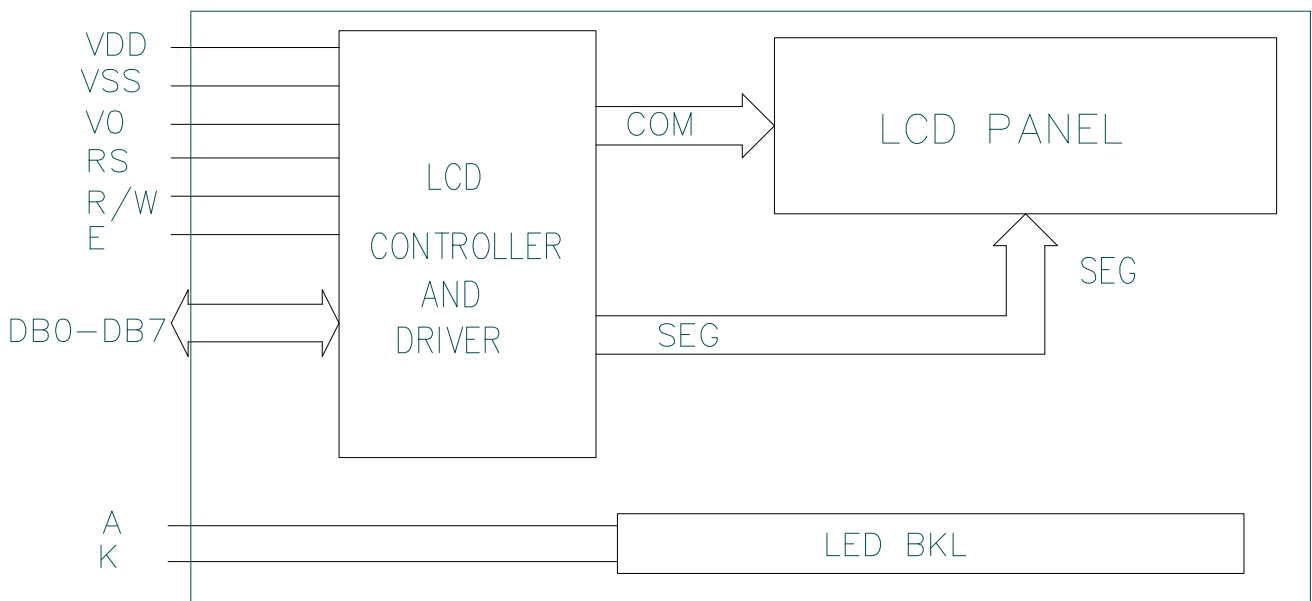 VDD
VSS
V0
RS
R/W
E
DB0-DB7
LCD
CONTROLLER
AND
DRIVER
COM
LCD PANEL
SEG
SEG
A
K
LED BKL